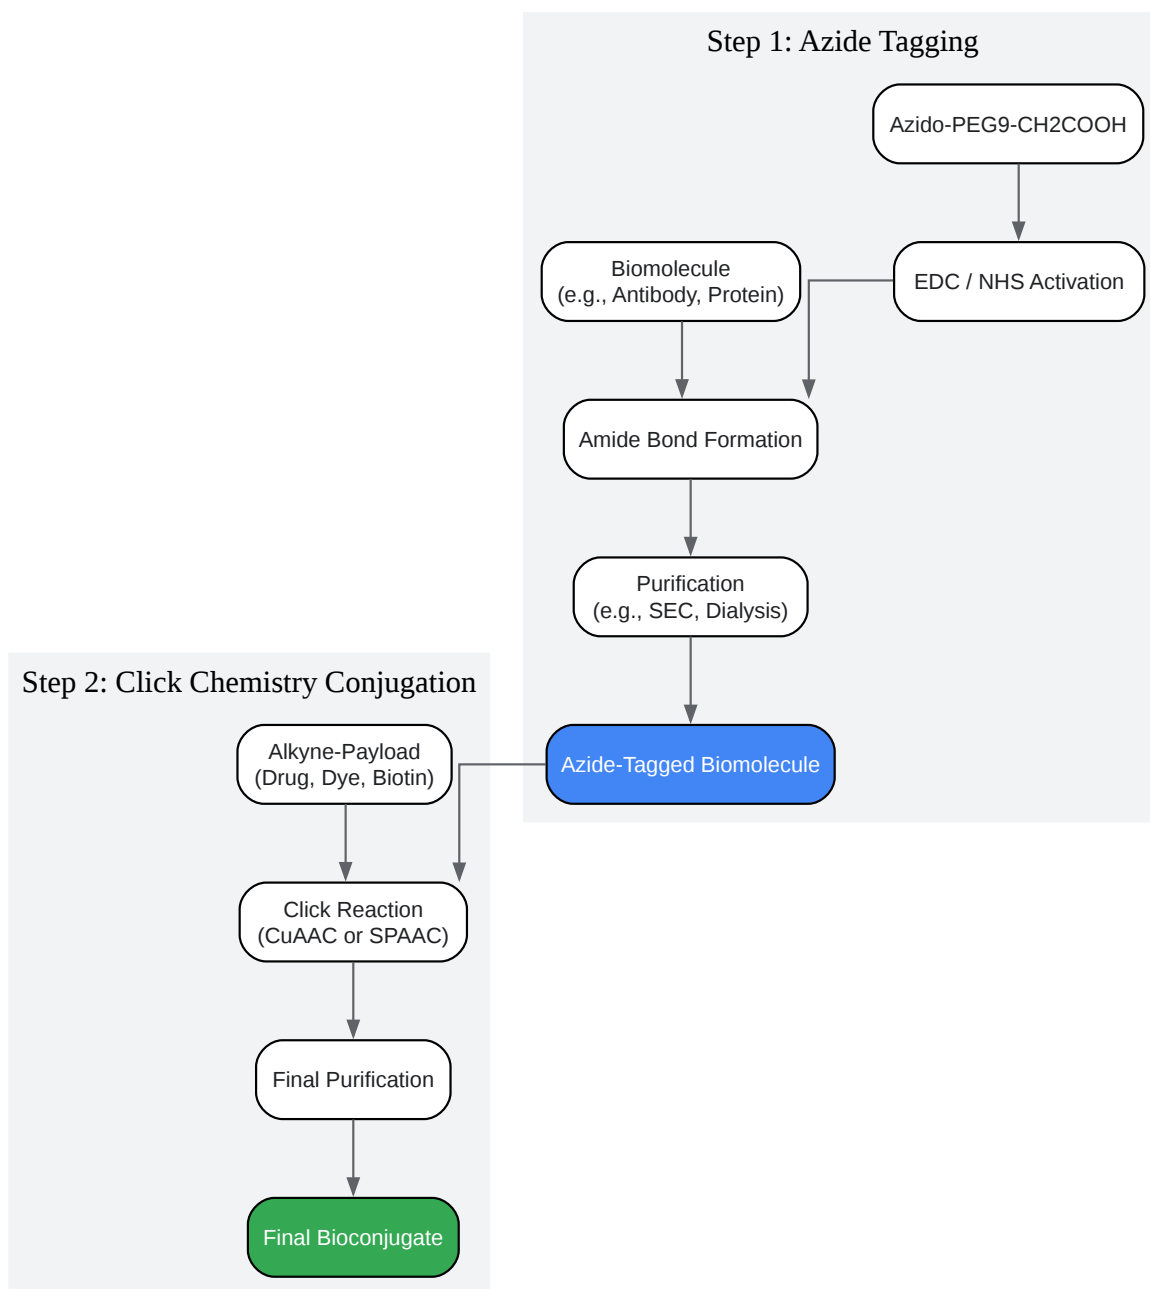 Step 1: Azide Tagging
Azido-PEG9-CH2COOH
Biomolecule
(e.g., Antibody, Protein)
EDC / NHS Activation
Amide Bond Formation
Purification
(e.g., SEC, Dialysis)
Azide-Tagged Biomolecule
Step 2: Click Chemistry Conjugation
Alkyne-Payload
(Drug, Dye, Biotin)
Click Reaction
(CuAAC or SPAAC)
Final Purification
Final Bioconjugate